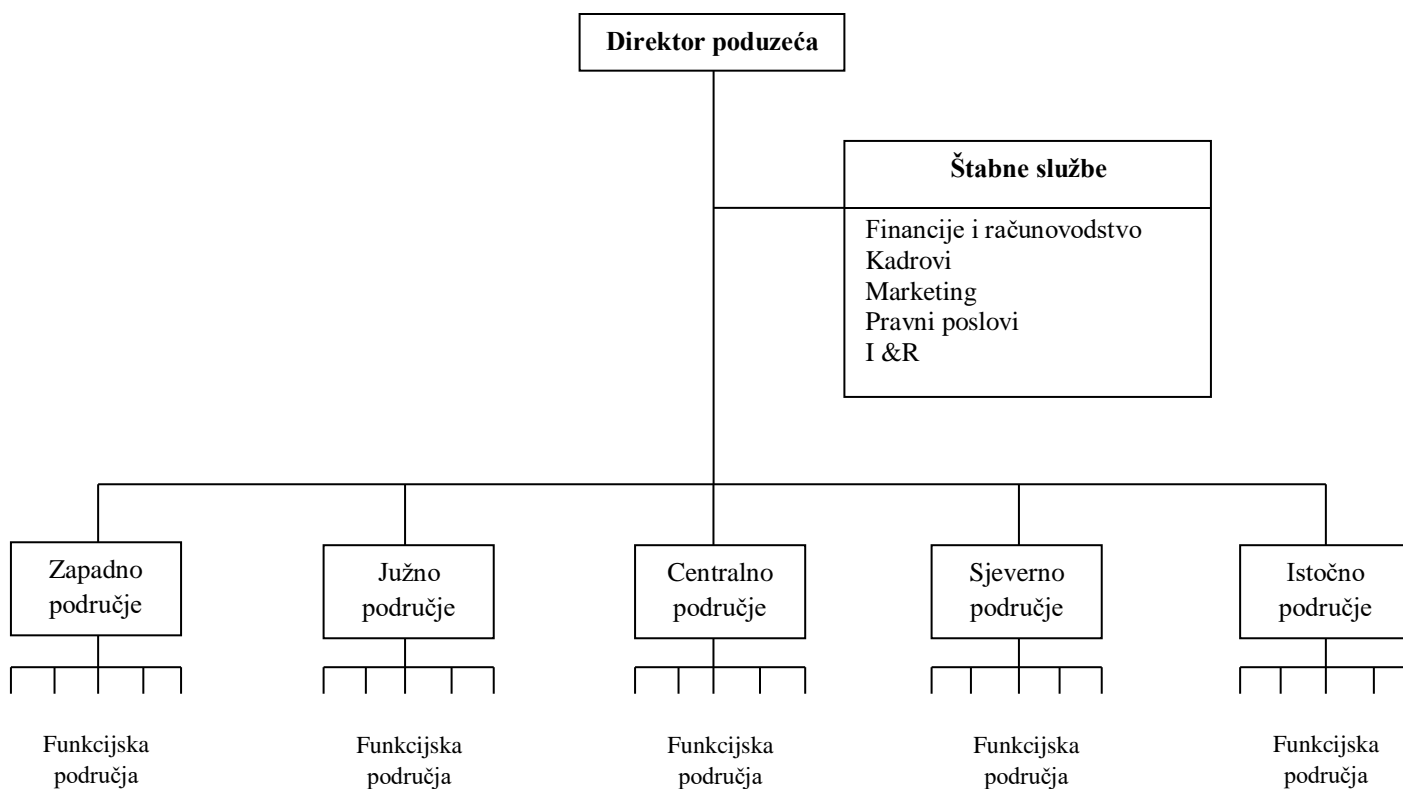 Direktor poduzeća
Štabne službe
Financije i računovodstvo
Kadrovi
Marketing
Pravni poslovi
I &R
Zapadno
područje
Južno
područje
Centralno
područje
Sjeverno
područje
Istočno
područje
Funkcijska
područja
Funkcijska
područja
Funkcijska
područja
Funkcijska
područja
Funkcijska
područja